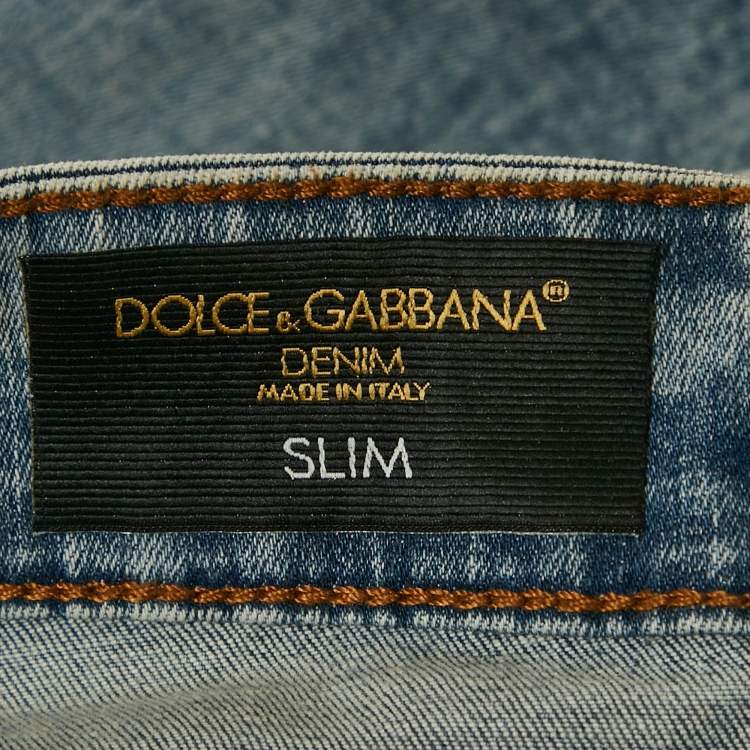 DOLCE & GABBANA®
DENIM
MADE IN ITALY
SLIM